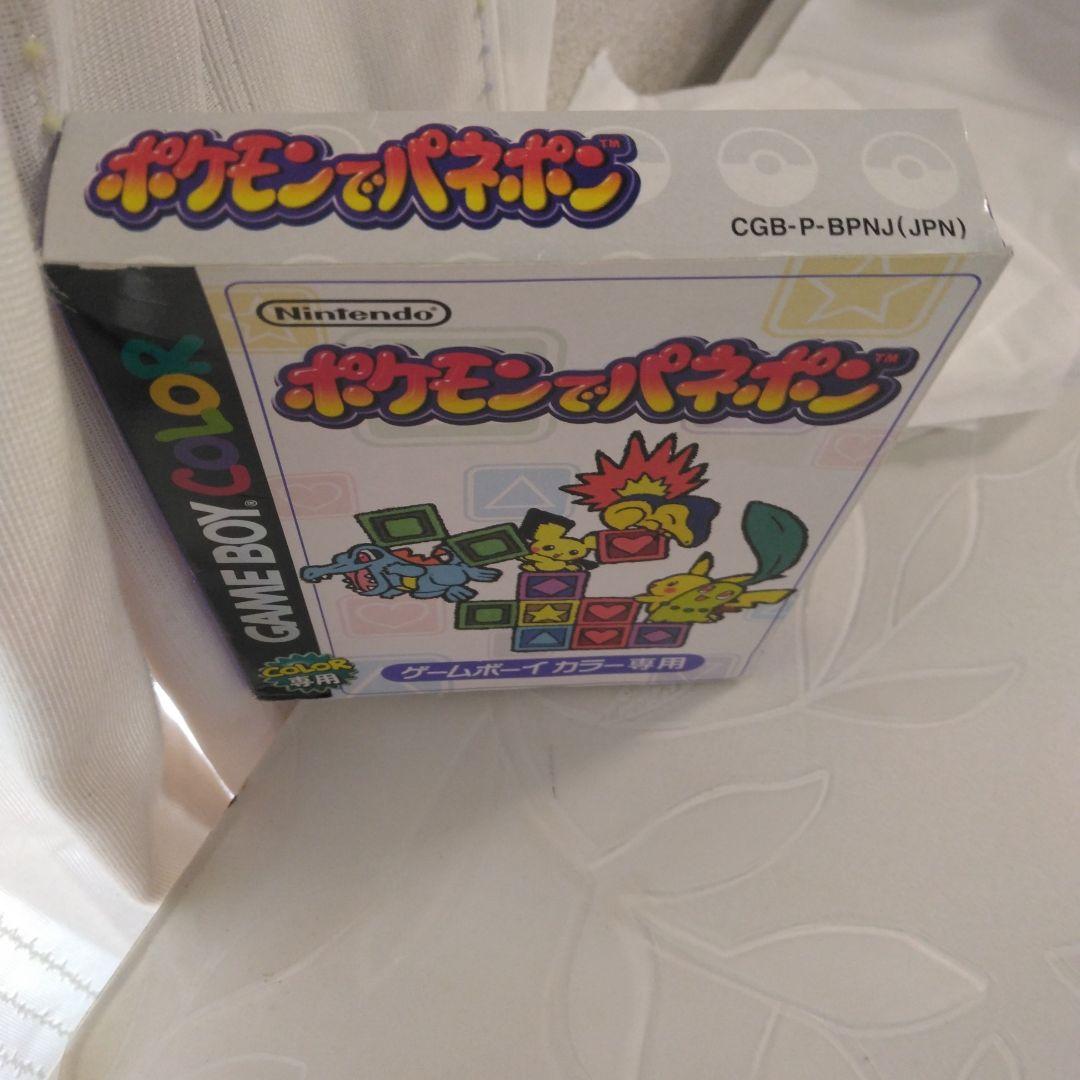 ポケモンでパネポン™
CGB-P-BPNJ(JPN)
Nintendo®
ポケモンでパネポン™
GAME BOY® COLOR
COLOR
専用
ゲームボーイカラー専用